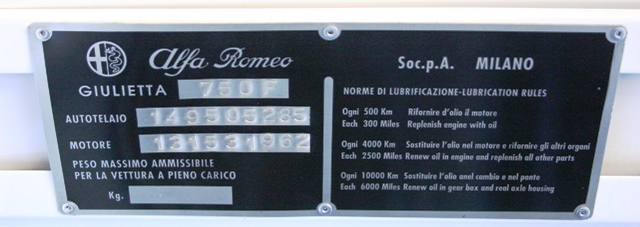 Alfa Romeo
GIULIETTA 750 F
AUTOTELAIO 149505285
MOTORE 131531962
PESO MASSIMO AMMISSIBILE
PER LA VETTURA A PIENO CARICO
Kg.
Soc.p.A. MILANO
NORME DI LUBRIFICAZIONE-LUBRICATION RULES
Ogni 500 Km Rifornire d'olio il motore
Each 300 Miles Replenish engine with oil
Ogni 4000 Km Sostituire l'olio nel motore e rifornire gli altri organi
Each 2500 Miles Renew oil in engine and replenish all other parts
Ogni 10000 Km Sostituire l'olio anel cambio e nel ponte
Each 6000 Miles Renew oil in gear box and real axle housing